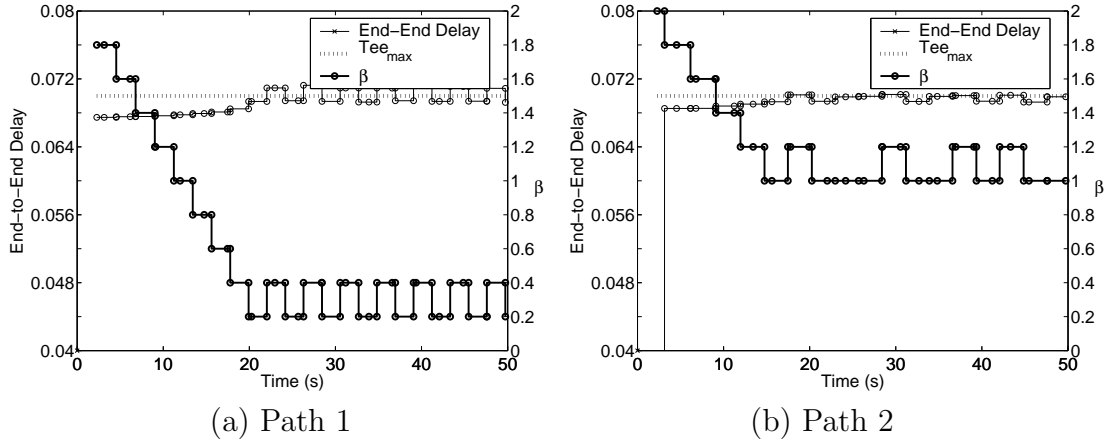 0.08
0.072
0.064
0.056
0.048
0.04
End-to-End Delay
0 10 20 30 40 50
Time (s)
2
1.8
1.6
1.4
1.2
1
0.8
0.6
0.4
0.2
0
β
End-End Delay
Tee_max
β
(a) Path 1
0.08
0.072
0.064
0.056
0.048
0.04
End-to-End Delay
0 10 20 30 40 50
Time (s)
2
1.8
1.6
1.4
1.2
1
0.8
0.6
0.4
0.2
0
β
End-End Delay
Tee_max
β
(b) Path 2